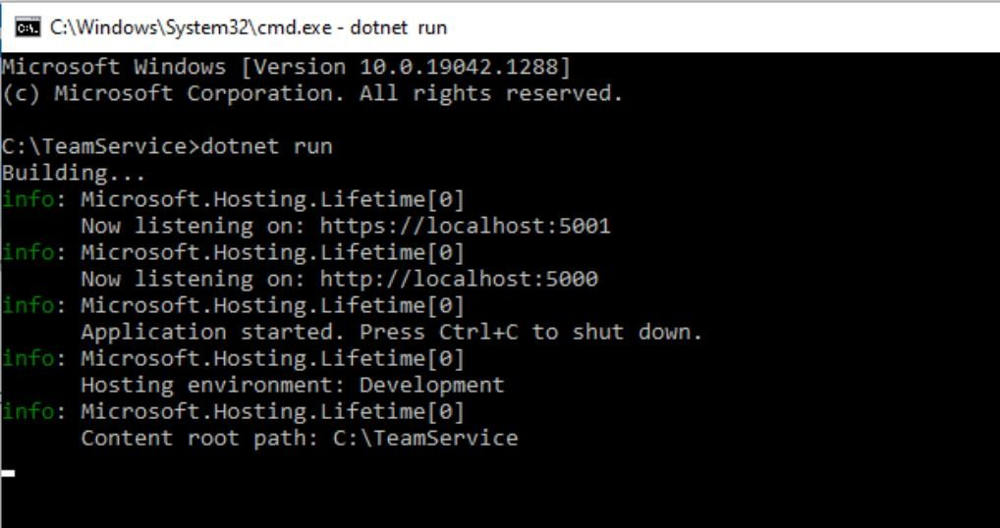 C:\Windows\System32\cmd.exe - dotnet run
Microsoft Windows [Version 10.0.19042.1288]
(c) Microsoft Corporation. All rights reserved.
C:\TeamService>dotnet run
Building...
info: Microsoft.Hosting.Lifetime[0]
Now listening on: https://localhost:5001
info: Microsoft.Hosting.Lifetime[0]
Now listening on: http://localhost:5000
info: Microsoft.Hosting.Lifetime[0]
Application started. Press Ctrl+C to shut down.
info: Microsoft.Hosting.Lifetime[0]
Hosting environment: Development
info: Microsoft.Hosting.Lifetime[0]
Content root path: C:\TeamService